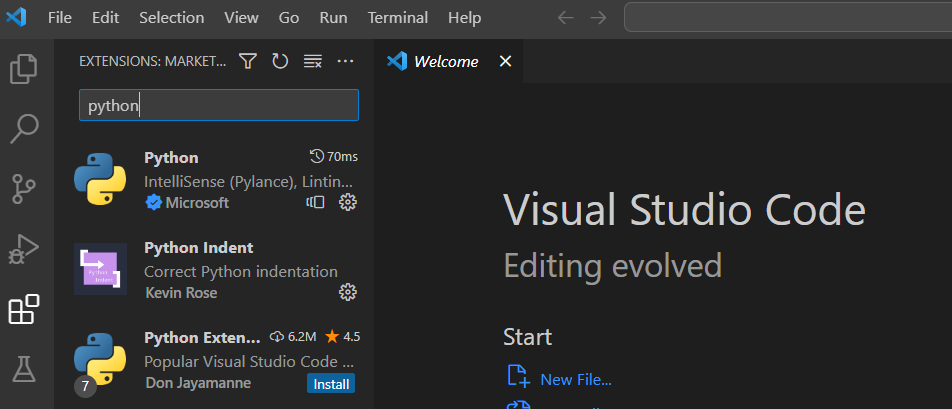 File Edit Selection View Go Run Terminal Help
EXTENSIONS: MARKET...
Welcome
python
Python 70ms
IntelliSense (Pylance), Lintin...
Microsoft
Python Indent
Correct Python indentation
Kevin Rose
Python Exten... 6.2M 4.5
Popular Visual Studio Code ...
7 Don Jayamanne Install
Visual Studio Code
Editing evolved
Start
New File...